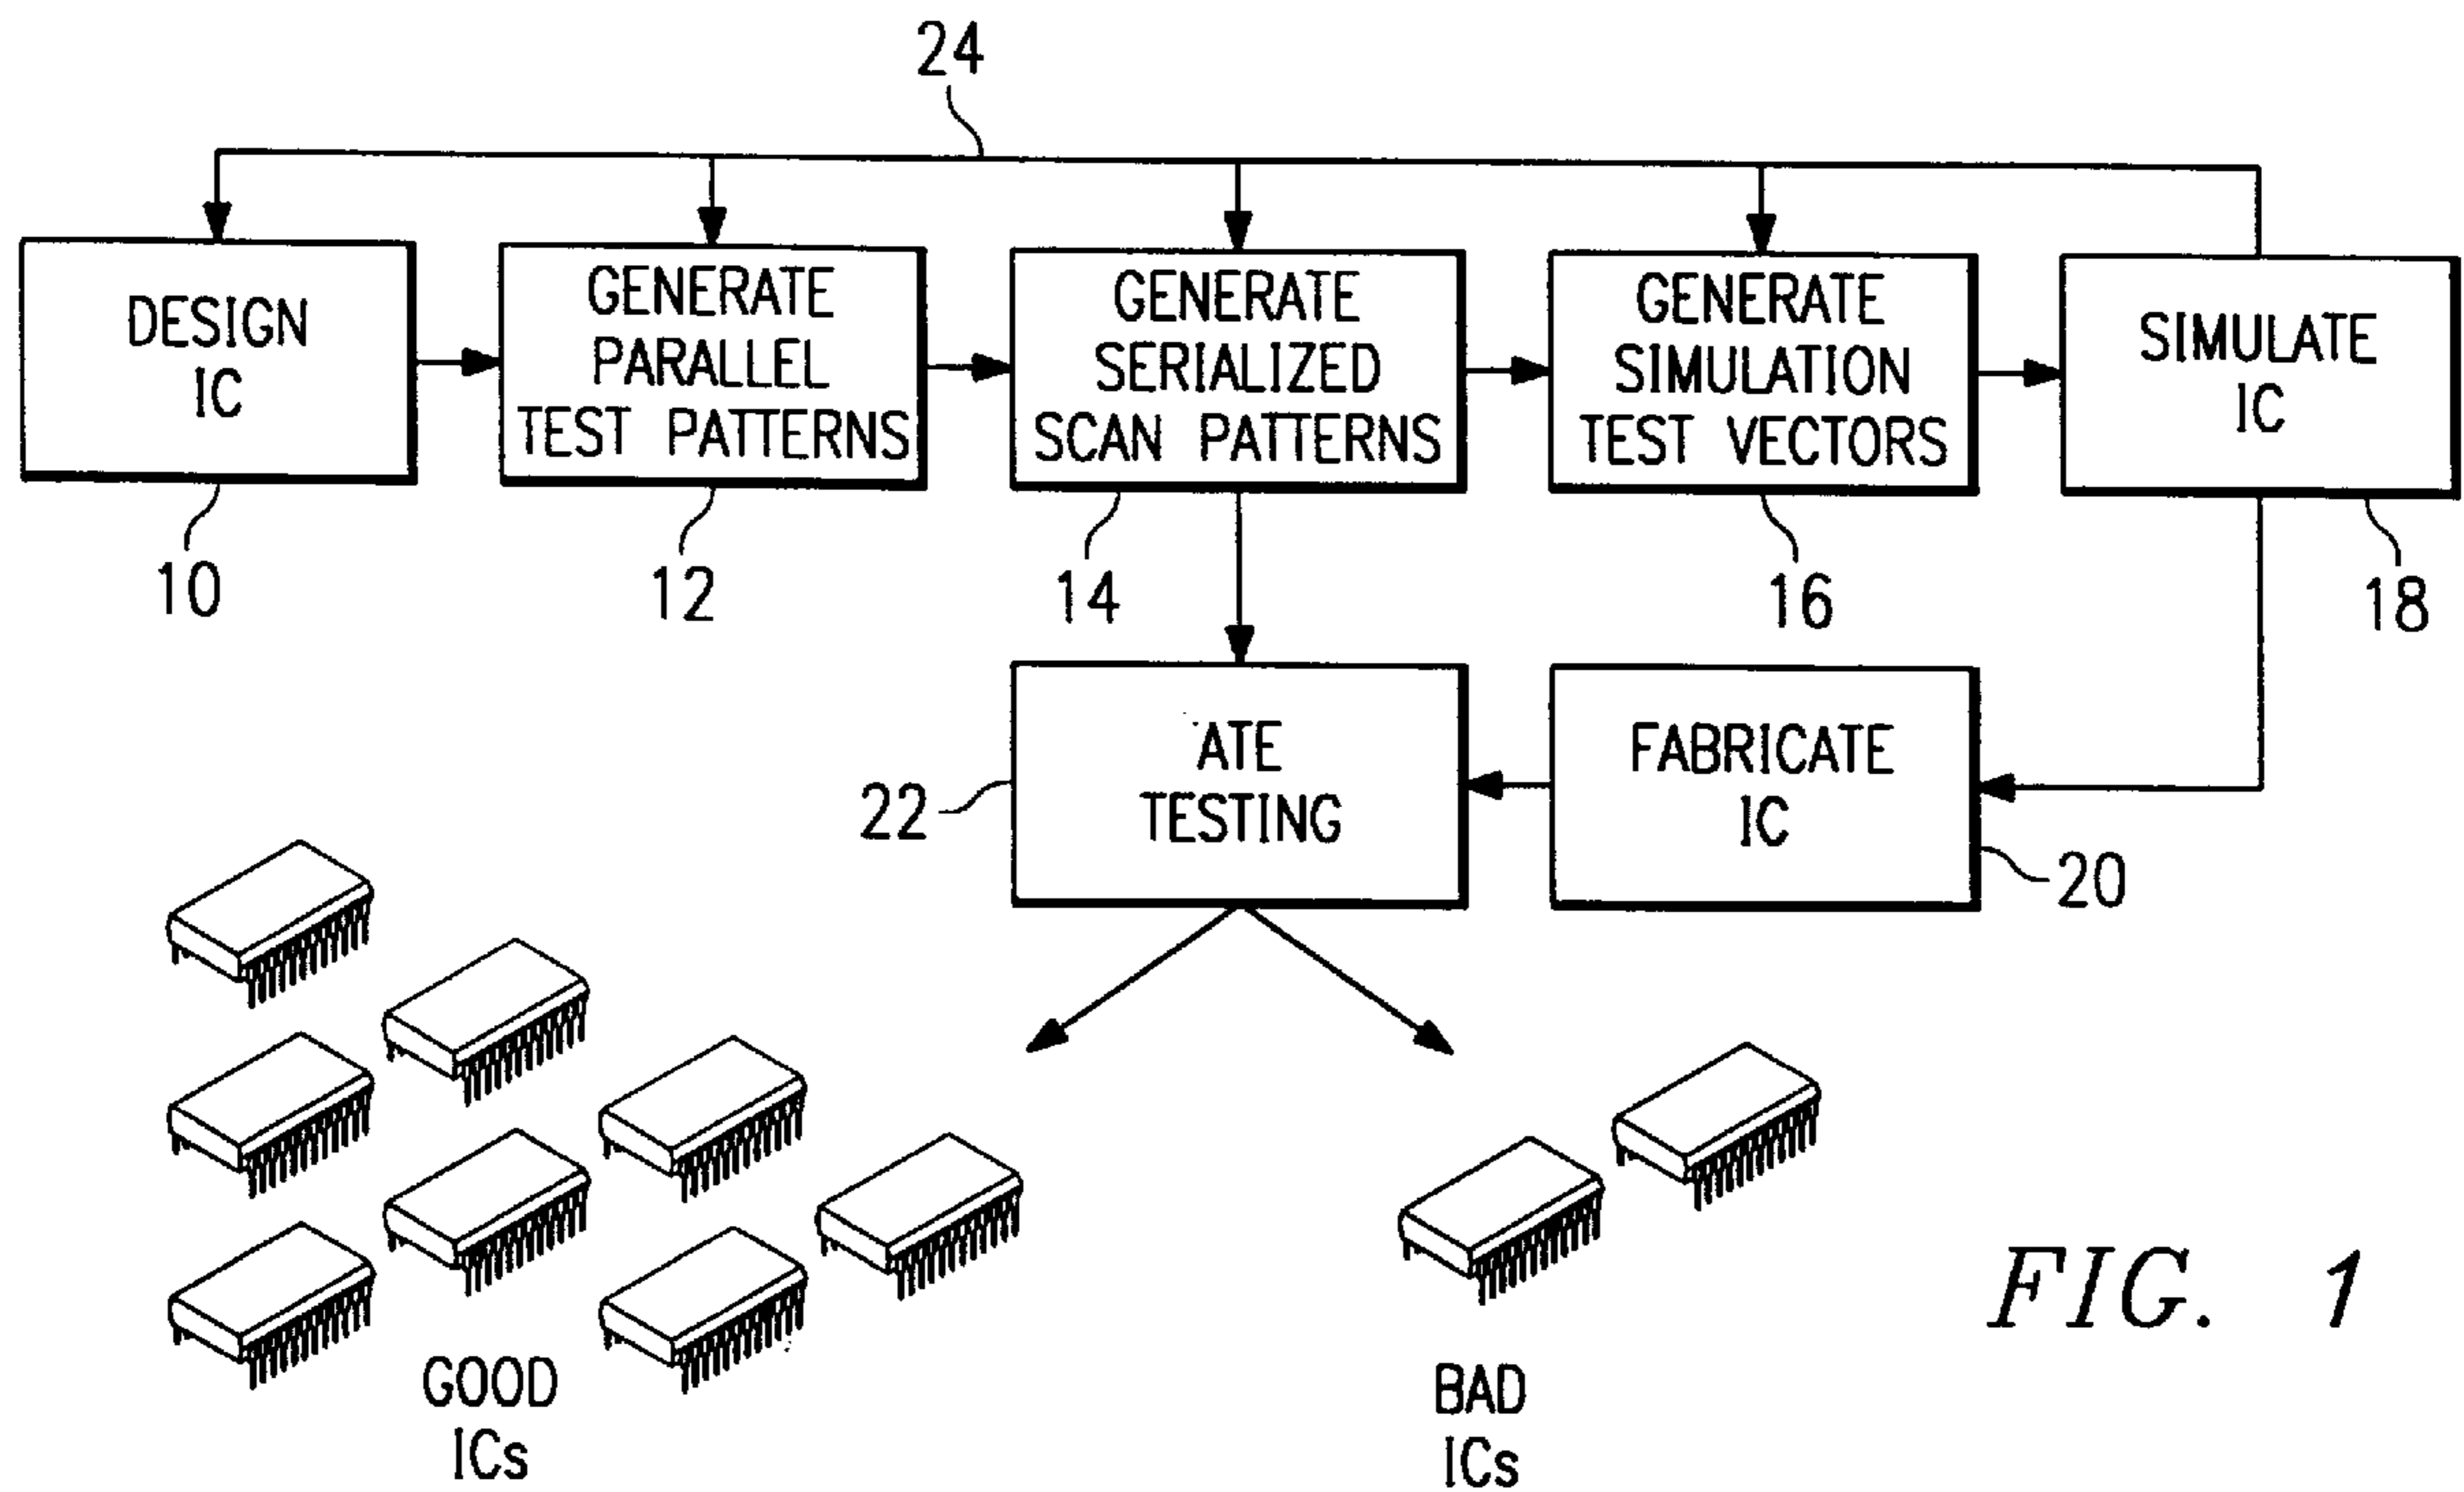 24
DESIGN
IC
GENERATE
PARALLEL
TEST PATTERNS
GENERATE
SERIALIZED
SCAN PATTERNS
GENERATE
SIMULATION
TEST VECTORS
SIMULATE
IC
10
12
14
16
18
ATE
TESTING
FABRICATE
IC
22
20
GOOD
ICs
BAD
ICs
FIG. 1